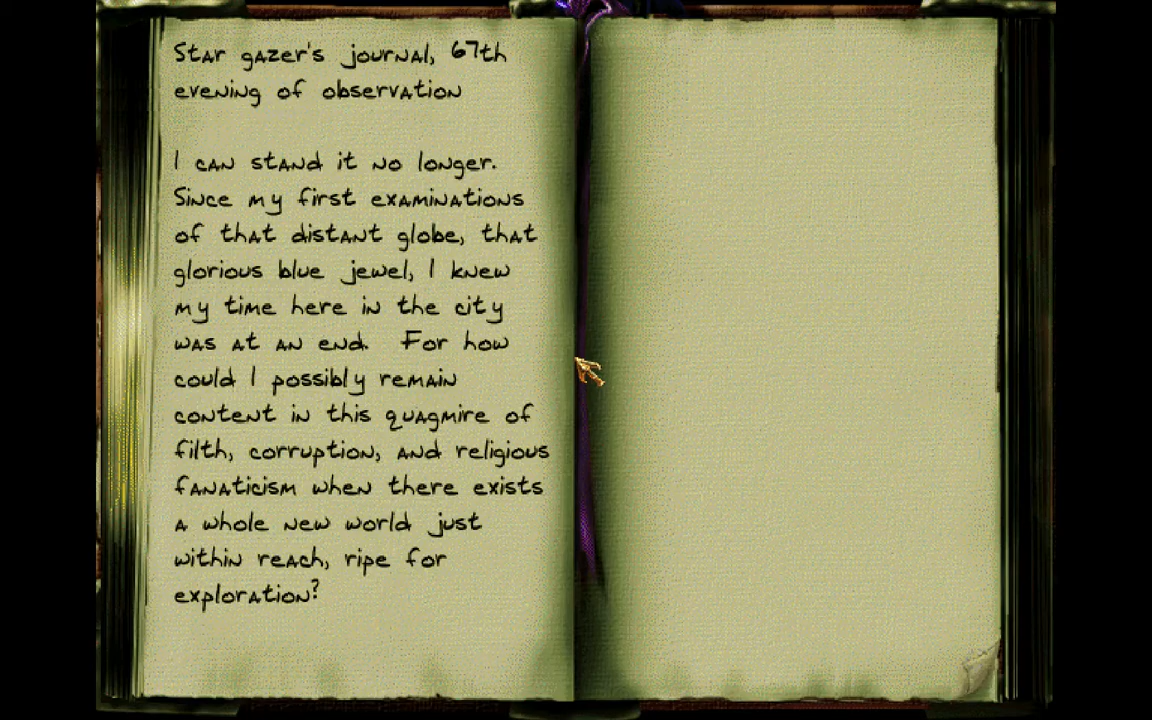 Star gazer's journal, 67th
evening of observation
I can stand it no longer.
Since my first examinations
of that distant globe, that
glorious blue jewel, I knew
my time here in the city
was at an end. For how
could I possibly remain
content in this quagmire of
filth, corruption, and religious
fanaticism when there exists
a whole new world just
within reach, ripe for
exploration?